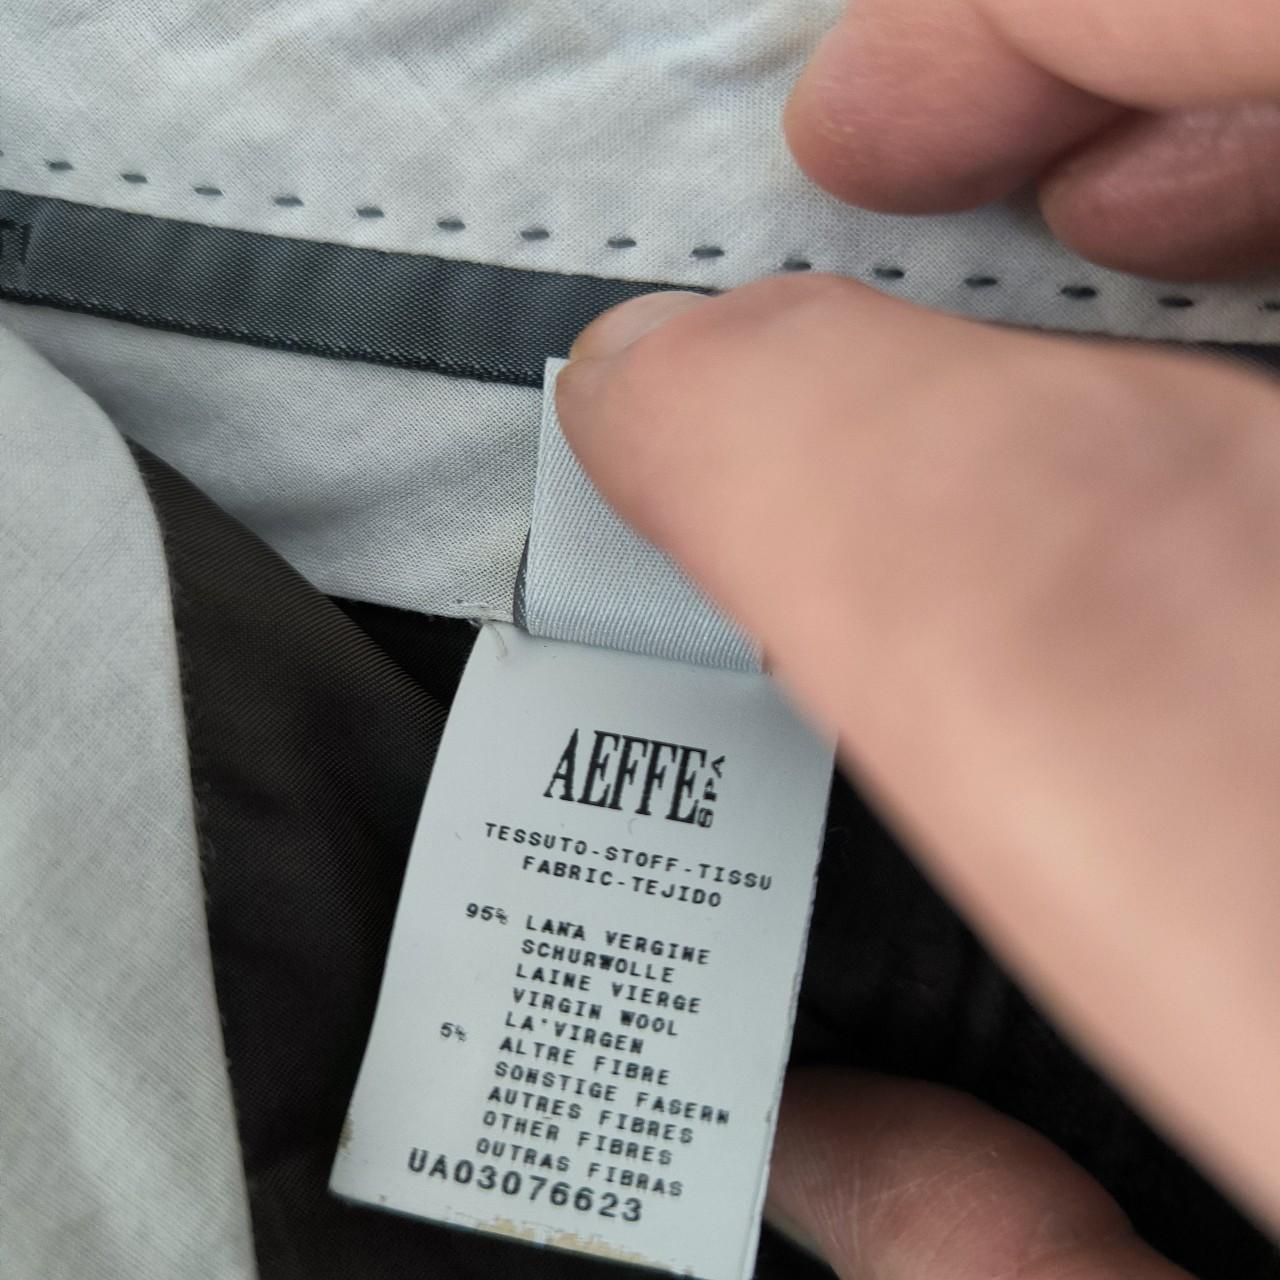 AEFFE SPA
TESSUTO-STOFF-TISSU
FABRIC-TEJIDO
95% LANA VERGINE
SCHURWOLLE
LAINE VIERGE
VIRGIN WOOL
LA'VIRGEN
5% ALTRE FIBRE
SONSTIGE FASERN
AUTRES FIBRES
OTHER FIBRES
OUTRAS FIBRAS
UA03076623